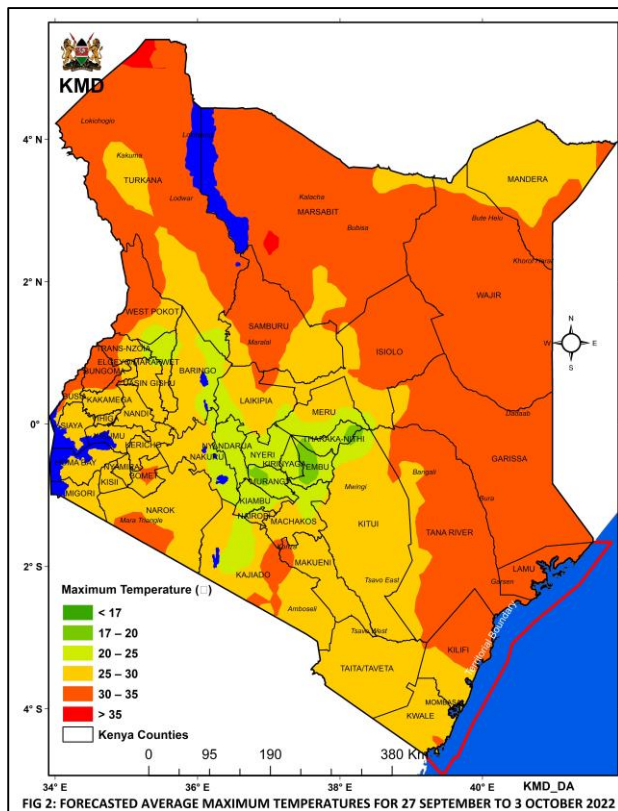 KMD
4° N
2° N
0°
2° S
4° S
Lokichogio
Kakuma
TURKANA
Lodwar
Kalacha
MARSABIT
Bubisa
MANDERA
Bute Helu
Khorof Harar
WAJIR
N
W
E
S
WEST POKOT
SAMBURU
Maralal
ISIOLO
TRANS-NZOIA
ELGEYO-MARAKWET
BUNGOMA
UASIN GISHU
BARINGO
LAIKIPIA
MERU
BUSIA
KAKAMEGA
NANDI
SIAYA
VIHIGA
Dadaab
GARISSA
THARAKA-NITHI
NYANDARUA
NYERI
KIRINYAGA
EMBU
KERICHO
NAKURU
HOMA BAY
NYAMIRA
BOMET
KISII
MURANGA
KIAMBU
Mwingi
Bangali
Bura
MIGORI
NAROK
Mara Triangle
NAIROBI
MACHAKOS
KITUI
TANA RIVER
LAMU
Garsen
KAJIADO
MAKUENI
Tsavo East
Amboseli
Tsavo West
KILIFI
TAITA/TAVETA
MOMBASA
KWALE
Territorial Boundary
Maximum Temperature (□)
< 17
17 – 20
20 – 25
25 – 30
30 – 35
> 35
Kenya Counties
0 95 190 380 Km
KMD_DA
34° E 36° E 38° E 40° E
FIG 2: FORECASTED AVERAGE MAXIMUM TEMPERATURES FOR 27 SEPTEMBER TO 3 OCTOBER 2022